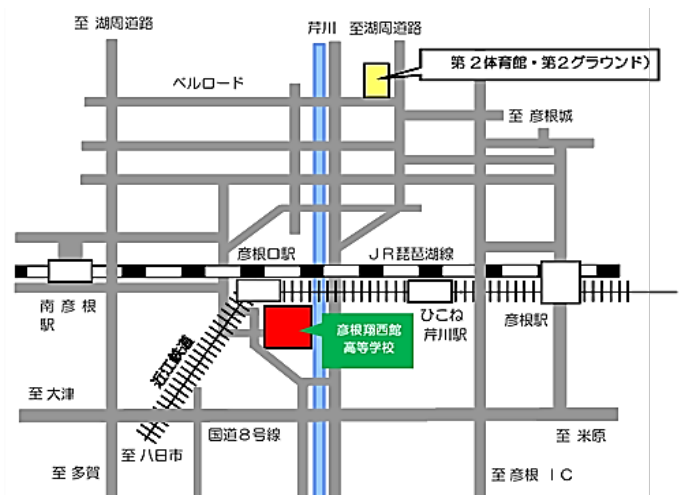 至 湖周道路
芹川
至湖周道路
第２体育館・第２グラウンド）
ベルロード
至 彦根城
彦根口駅
ＪＲ琵琶湖線
南 彦 根
駅
ひこね
芹川駅
彦根駅
彦根翔西館
高等学校
近江鉄道
至 大津
国道８号線
至 米原
至 八日市
至 多賀
至 彦根 ＩＣ